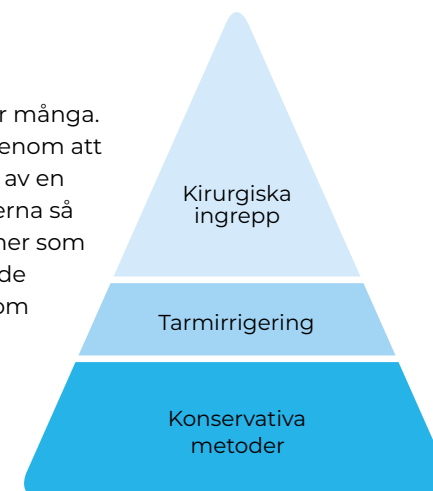 r många.
enom att
av en
erna så
ner som
de
om
Kirurgiska
ingrepp
Tarmirrigering
Konservativa
metoder